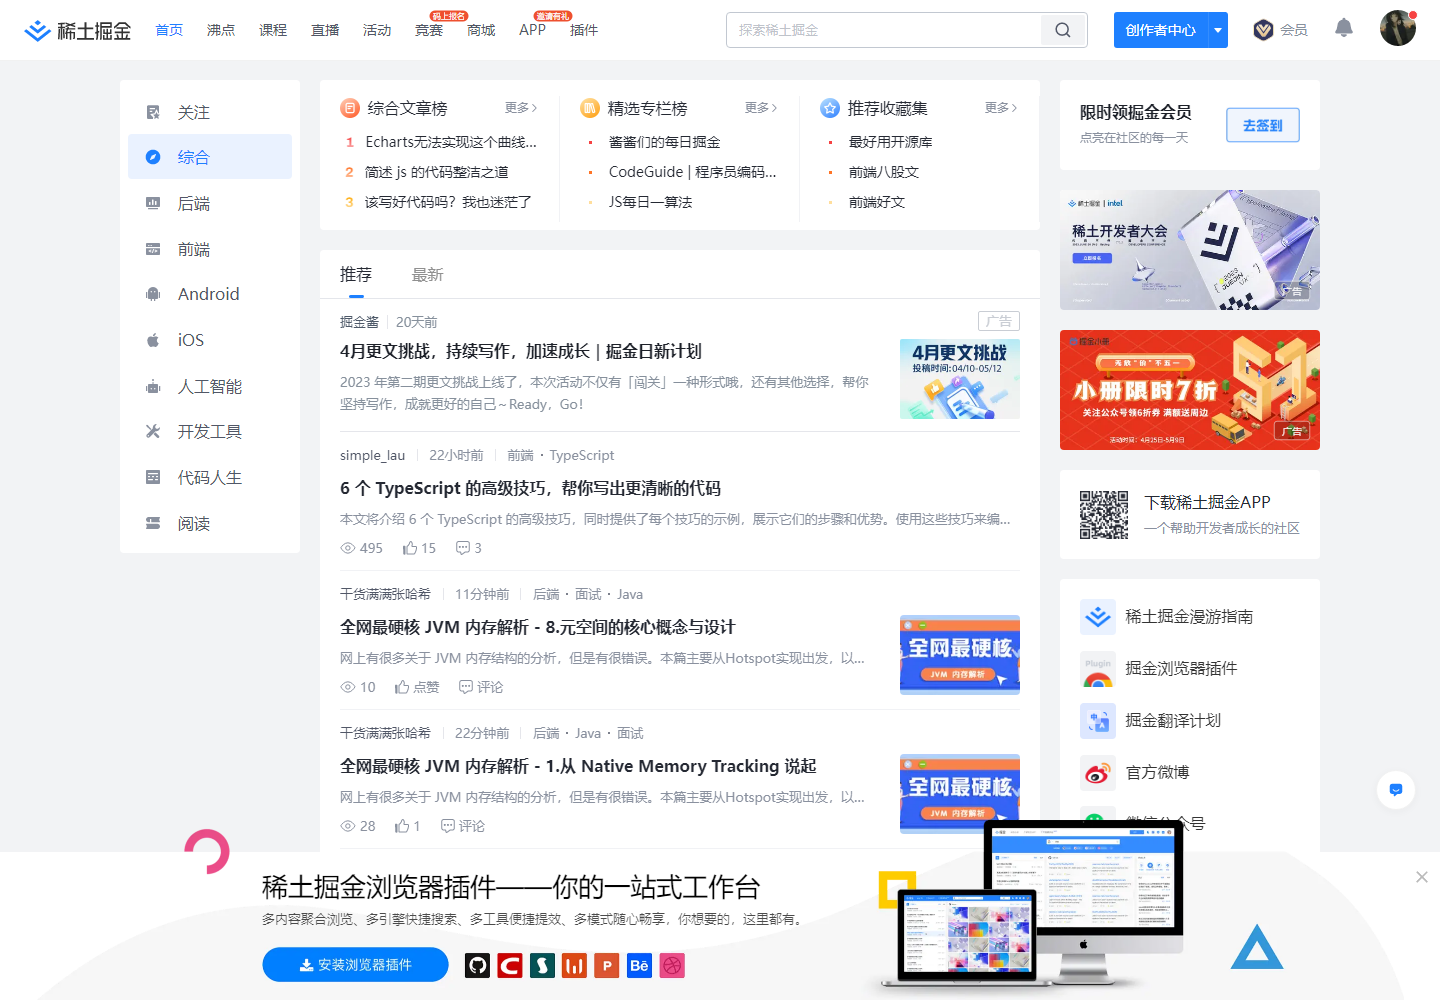 稀土掘金
首页
沸点
课程
直播
活动
竞赛
码上报名
商城
APP
邀请有礼
插件
探索稀土掘金
创作者中心
会员
关注
综合
后端
前端
Android
iOS
人工智能
开发工具
代码人生
阅读
综合文章榜
更多
1 Echarts无法实现这个曲线...
2 简述 js 的代码整洁之道
3 该写好代码吗？我也迷茫了
精选专栏榜
更多
酱酱们的每日掘金
CodeGuide | 程序员编码...
JS每日一算法
推荐收藏集
更多
最好用开源库
前端八股文
前端好文
推荐
最新
掘金酱
20天前
广告
4月更文挑战，持续写作，加速成长 | 掘金日新计划
2023 年第二期更文挑战上线了，本次活动不仅有「闯关」一种形式哦，还有其他选择，帮你
坚持写作，成就更好的自己～Ready，Go！
4月更文挑战
投稿时间:04/10-05/12
simple_lau
22小时前
前端 · TypeScript
6 个 TypeScript 的高级技巧，帮你写出更清晰的代码
本文将介绍 6 个 TypeScript 的高级技巧，同时提供了每个技巧的示例，展示它们的步骤和优势。使用这些技巧来编...
495
15
3
干货满满张哈希
11分钟前
后端 · 面试 · Java
全网最硬核 JVM 内存解析 - 8.元空间的核心概念与设计
网上有很多关于 JVM 内存结构的分析，但是有很错误。本篇主要从Hotspot实现出发，以...
10
点赞
评论
全网最硬核
JVM 内存解析
干货满满张哈希
22分钟前
后端 · Java · 面试
全网最硬核 JVM 内存解析 - 1.从 Native Memory Tracking 说起
网上有很多关于 JVM 内存结构的分析，但是有很错误。本篇主要从Hotspot实现出发，以...
28
1
评论
全网最硬核
JVM 内存解析
限时领掘金会员
点亮在社区的每一天
去签到
稀土掘金 | intel
稀土开发者大会
立即报名
广告
掘金小册
无敌“的”不五一
小册限时7折
关注公众号领6折券 满额送周边
活动时间：4月25日-5月9日
广告
下载稀土掘金APP
一个帮助开发者成长的社区
稀土掘金漫游指南
Plugin
掘金浏览器插件
掘金翻译计划
官方微博
微信公众号
稀土掘金浏览器插件——你的一站式工作台
多内容聚合浏览、多引擎快捷搜索、多工具便捷提效、多模式随心畅享，你想要的，这里都有。
安装浏览器插件
Bē